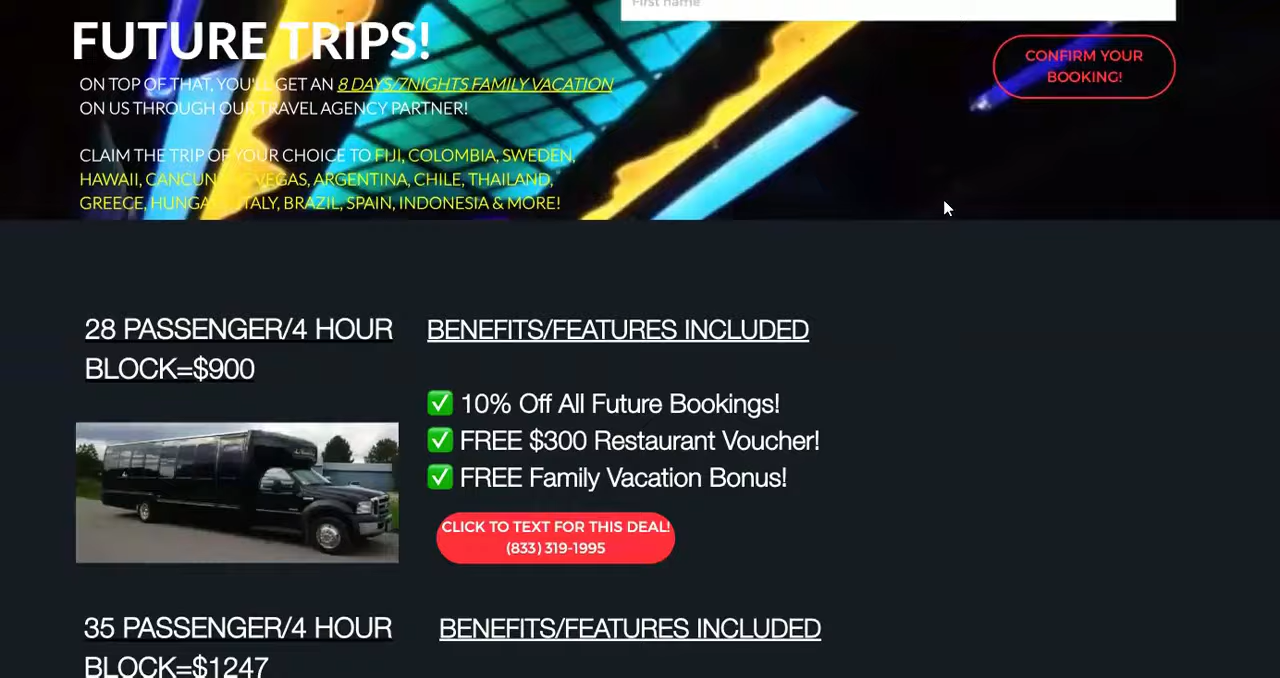 First name
FUTURE TRIPS!
CONFIRM YOUR
BOOKING!
ON TOP OF THAT, YOU'LL GET AN 8 DAYS/7NIGHTS FAMILY VACATION
ON US THROUGH OUR TRAVEL AGENCY PARTNER!
CLAIM THE TRIP OF YOUR CHOICE TO FIJI, COLOMBIA, SWEDEN,
HAWAII, CANCUN, VEGAS, ARGENTINA, CHILE, THAILAND,
GREECE, HUNGARY, ITALY, BRAZIL, SPAIN, INDONESIA & MORE!
28 PASSENGER/4 HOUR
BLOCK=$900
BENEFITS/FEATURES INCLUDED
✅ 10% Off All Future Bookings!
✅ FREE $300 Restaurant Voucher!
✅ FREE Family Vacation Bonus!
CLICK TO TEXT FOR THIS DEAL!
(833) 319-1995
35 PASSENGER/4 HOUR
BLOCK=$1247
BENEFITS/FEATURES INCLUDED